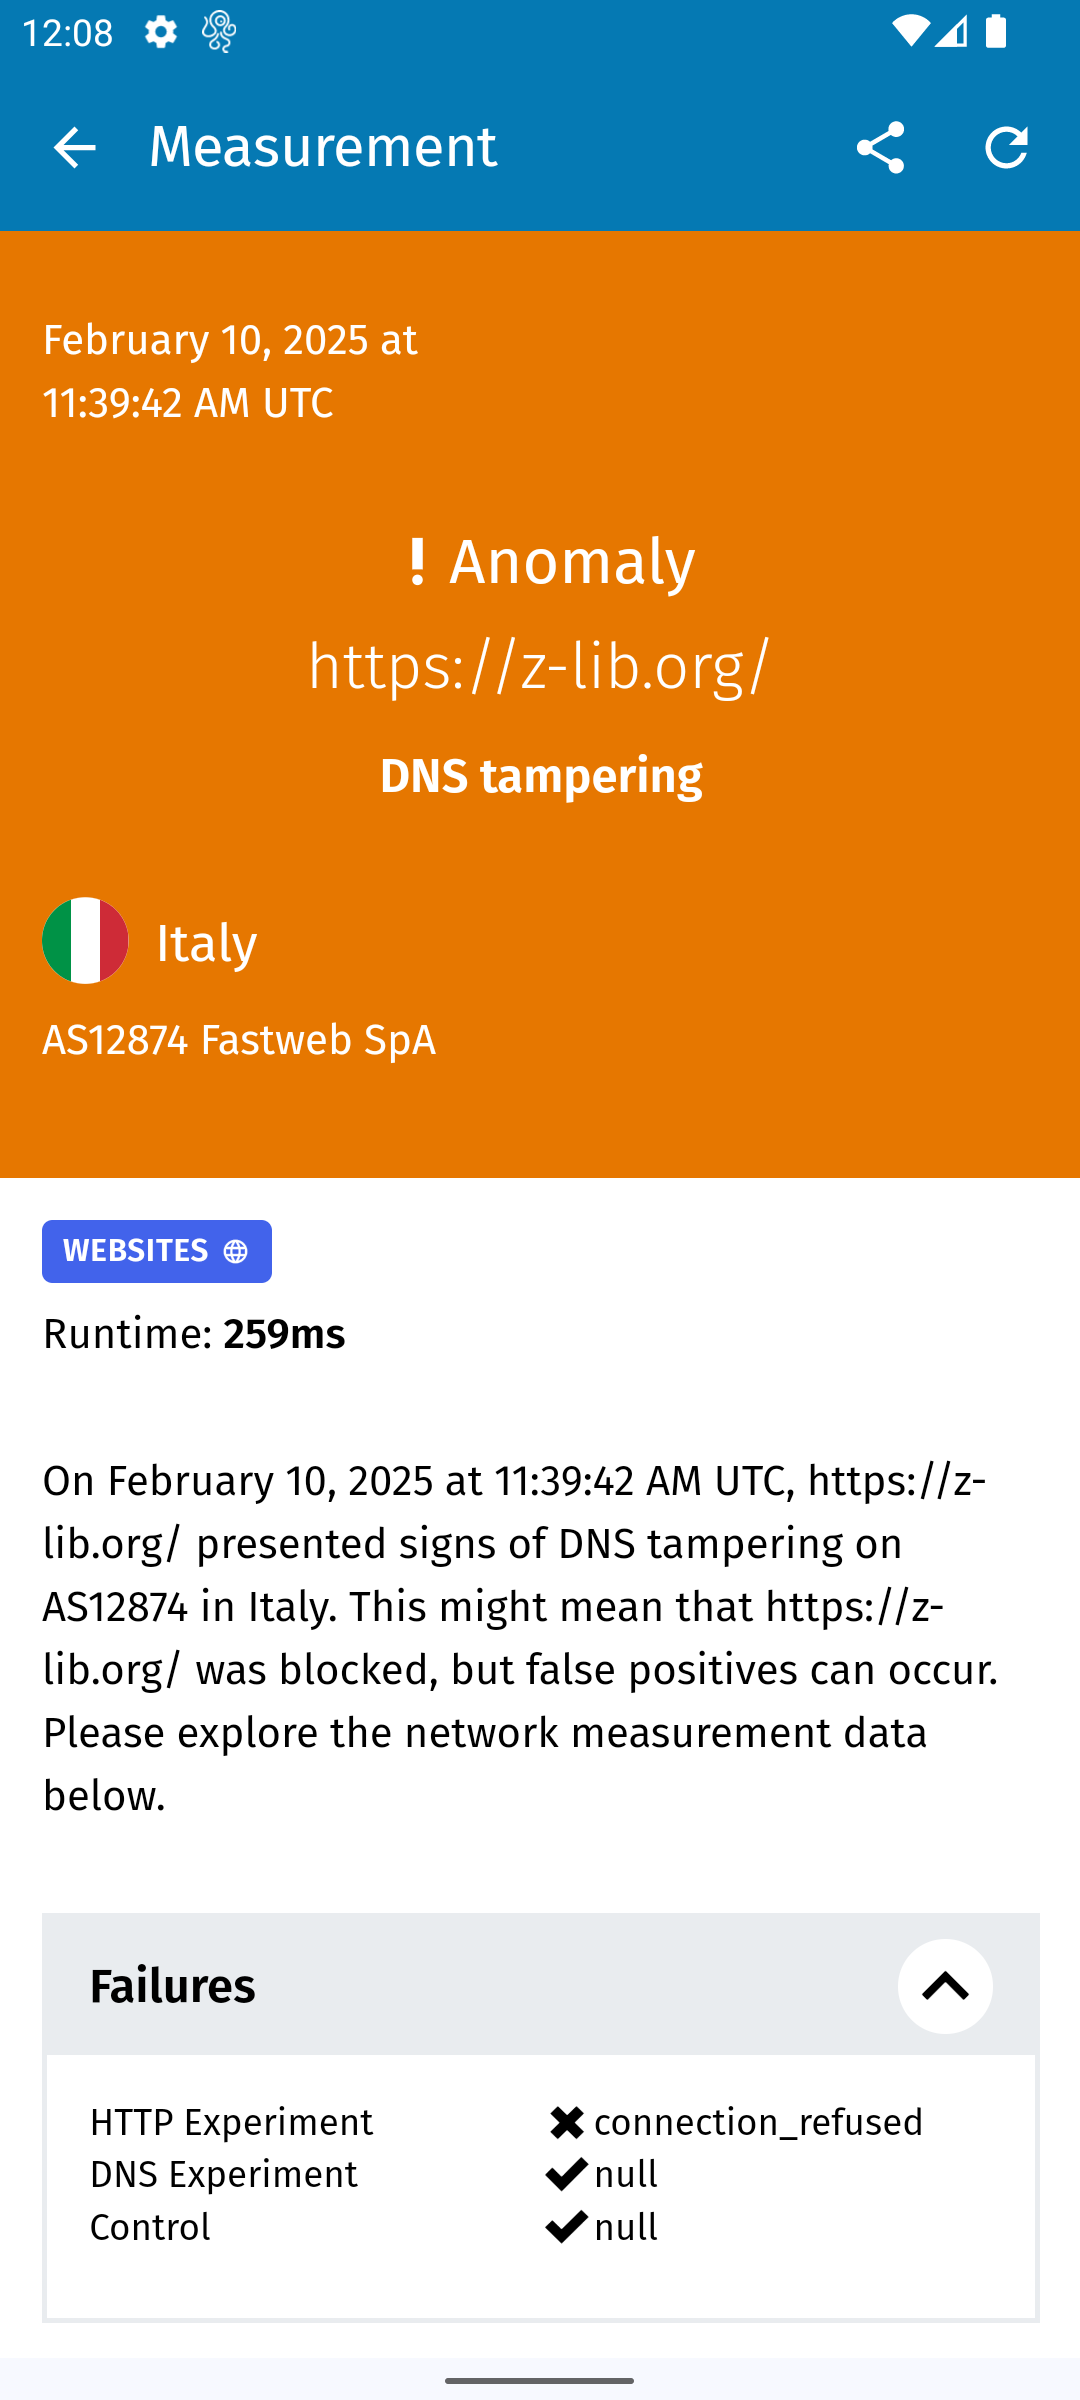 12:08
Measurement
February 10, 2025 at
11:39:42 AM UTC
! Anomaly
https://z-lib.org/
DNS tampering
Italy
AS12874 Fastweb SpA
WEBSITES
Runtime: 259ms
On February 10, 2025 at 11:39:42 AM UTC, https://z-
lib.org/ presented signs of DNS tampering on
AS12874 in Italy. This might mean that https://z-
lib.org/ was blocked, but false positives can occur.
Please explore the network measurement data
below.
Failures
HTTP Experiment connection_refused
DNS Experiment null
Control null